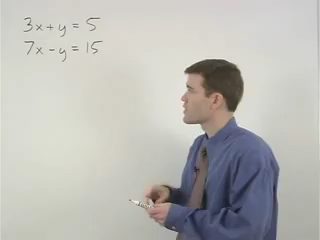 3x + y = 5
7x - y = 15